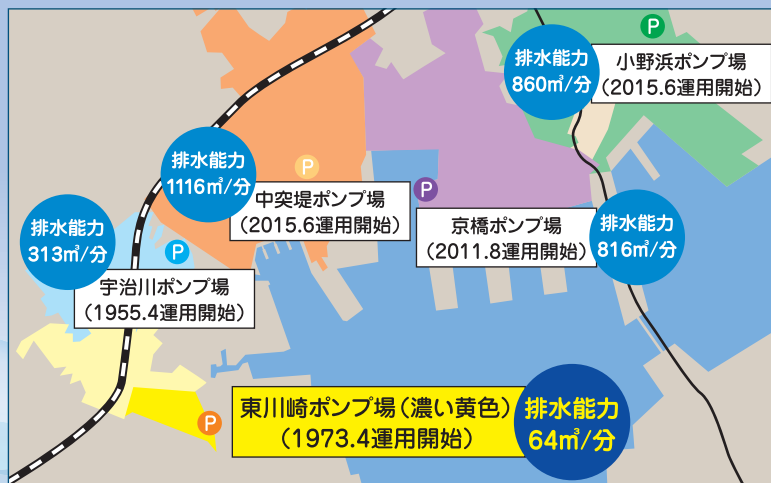 P
排水能力
860㎥/分
小野浜ポンプ場
(2015.6運用開始)
排水能力
1116㎥/分
P
中突堤ポンプ場
(2015.6運用開始)
P
京橋ポンプ場
(2011.8運用開始)
排水能力
816㎥/分
排水能力
313㎥/分
P
宇治川ポンプ場
(1955.4運用開始)
P
東川崎ポンプ場(濃い黄色)
(1973.4運用開始)
排水能力
64㎥/分